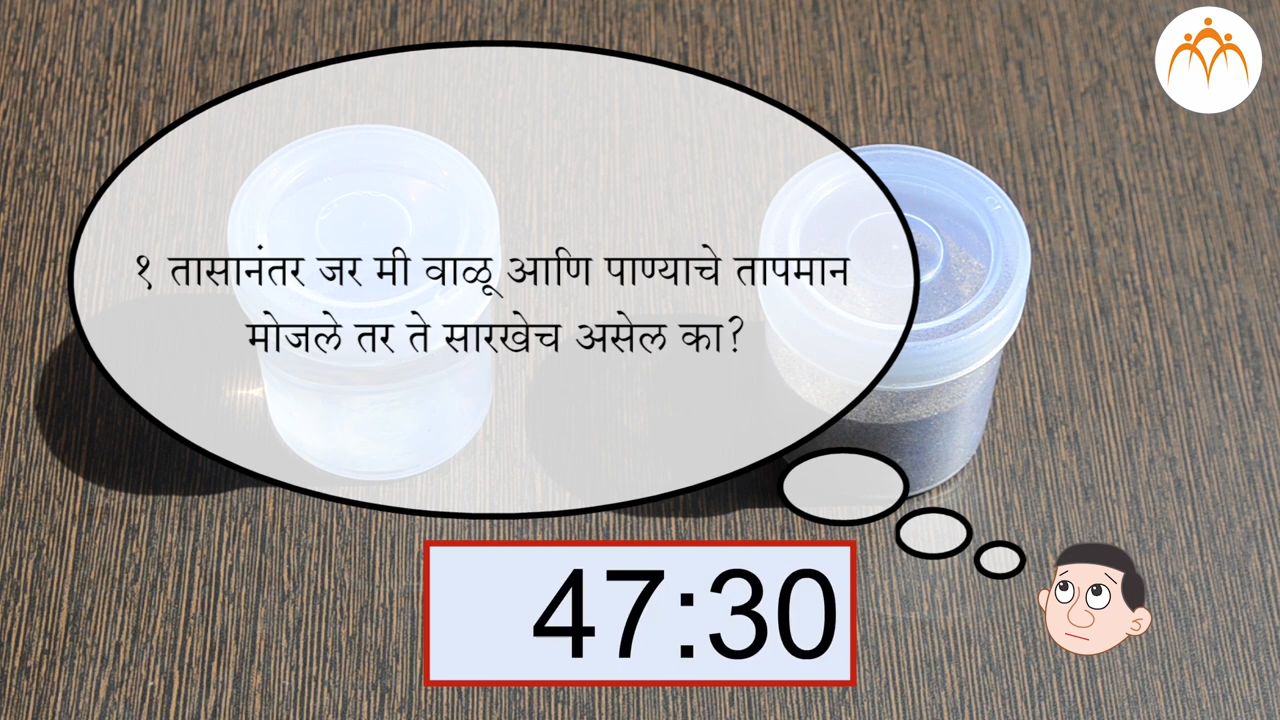 १ तासानंतर जर मी वाळू आणि पाण्याचे तापमान
मोजले तर ते सारखेच असेल का?
47:30